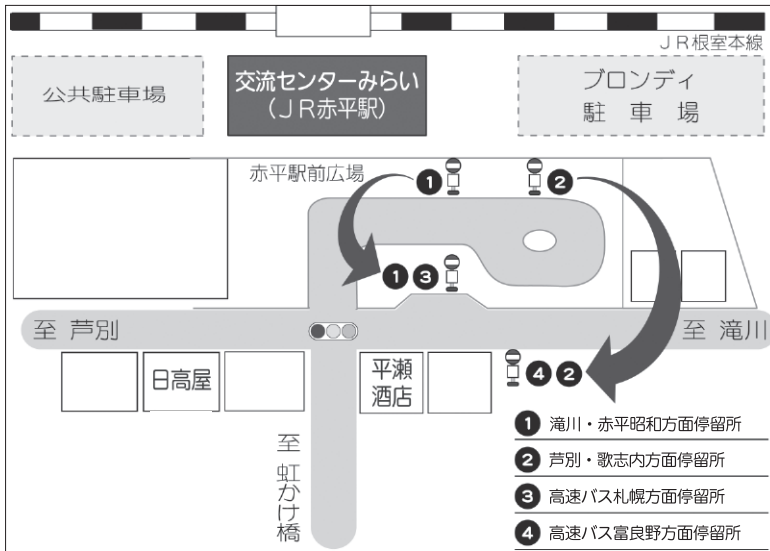 JR根室本線
公共駐車場
交流センターみらい
(JR赤平駅)
ブロンディ
駐車場
赤平駅前広場
1
2
1 3
至 芦別
至 滝川
日高屋
平瀬
酒店
4 2
至 虹かけ橋
1 滝川・赤平昭和方面停留所
2 芦別・歌志内方面停留所
3 高速バス札幌方面停留所
4 高速バス富良野方面停留所